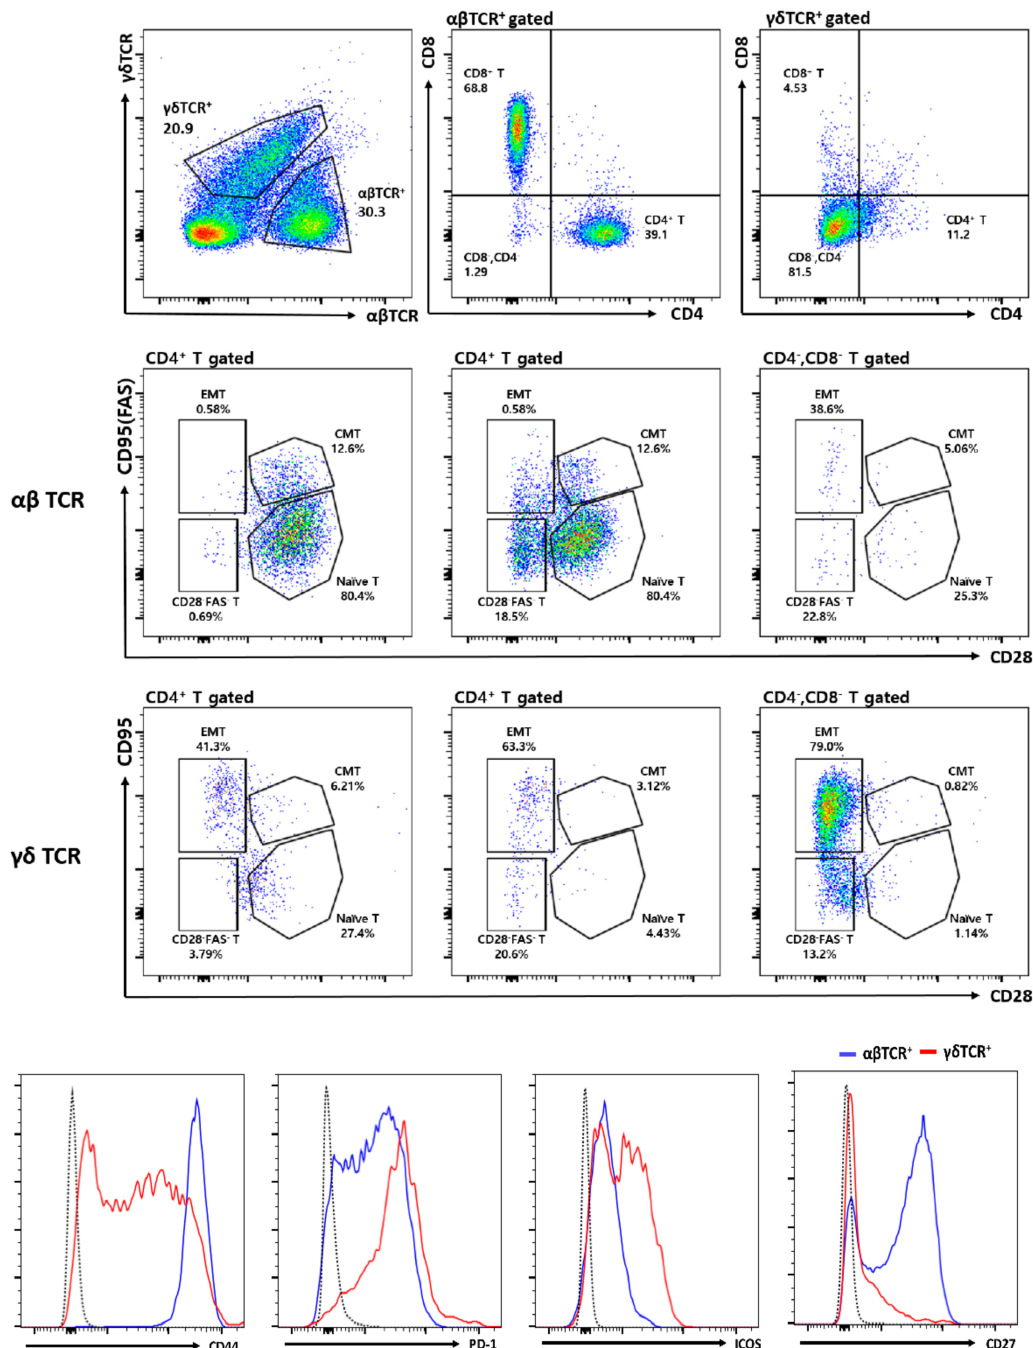 αβTCR⁺ gated
γδTCR⁺ gated
γδTCR
γδTCR⁺
20.9
αβTCR⁺
30.3
αβTCR
CD8
CD8⁺ T
68.8
CD4⁺ T
39.1
CD8⁻,CD4⁻
1.29
CD4
CD8
CD8⁺ T
4.53
CD4⁺ T
11.2
CD8⁻,CD4⁻
81.5
CD4
αβ TCR
CD95(FAS)
CD4⁺ T gated
EMT
0.58%
CMT
12.6%
Naïve T
80.4%
CD28⁻FAS⁻ T
0.69%
CD4⁺ T gated
EMT
0.58%
CMT
12.6%
Naïve T
80.4%
CD28⁻FAS⁻ T
18.5%
CD4⁻,CD8⁻ T gated
EMT
38.6%
CMT
5.06%
Naïve T
25.3%
CD28⁻FAS⁻ T
22.8%
CD28
γδ TCR
CD95
CD4⁺ T gated
EMT
41.3%
CMT
6.21%
Naïve T
27.4%
CD28⁻FAS⁻ T
3.79%
CD4⁺ T gated
EMT
63.3%
CMT
3.12%
Naïve T
4.43%
CD28⁻FAS⁻ T
20.6%
CD4⁻,CD8⁻ T gated
EMT
79.0%
CMT
0.82%
Naïve T
1.14%
CD28⁻FAS⁻ T
13.2%
CD28
αβTCR⁺ γδTCR⁺
CD44
PD-1
ICOS
CD27